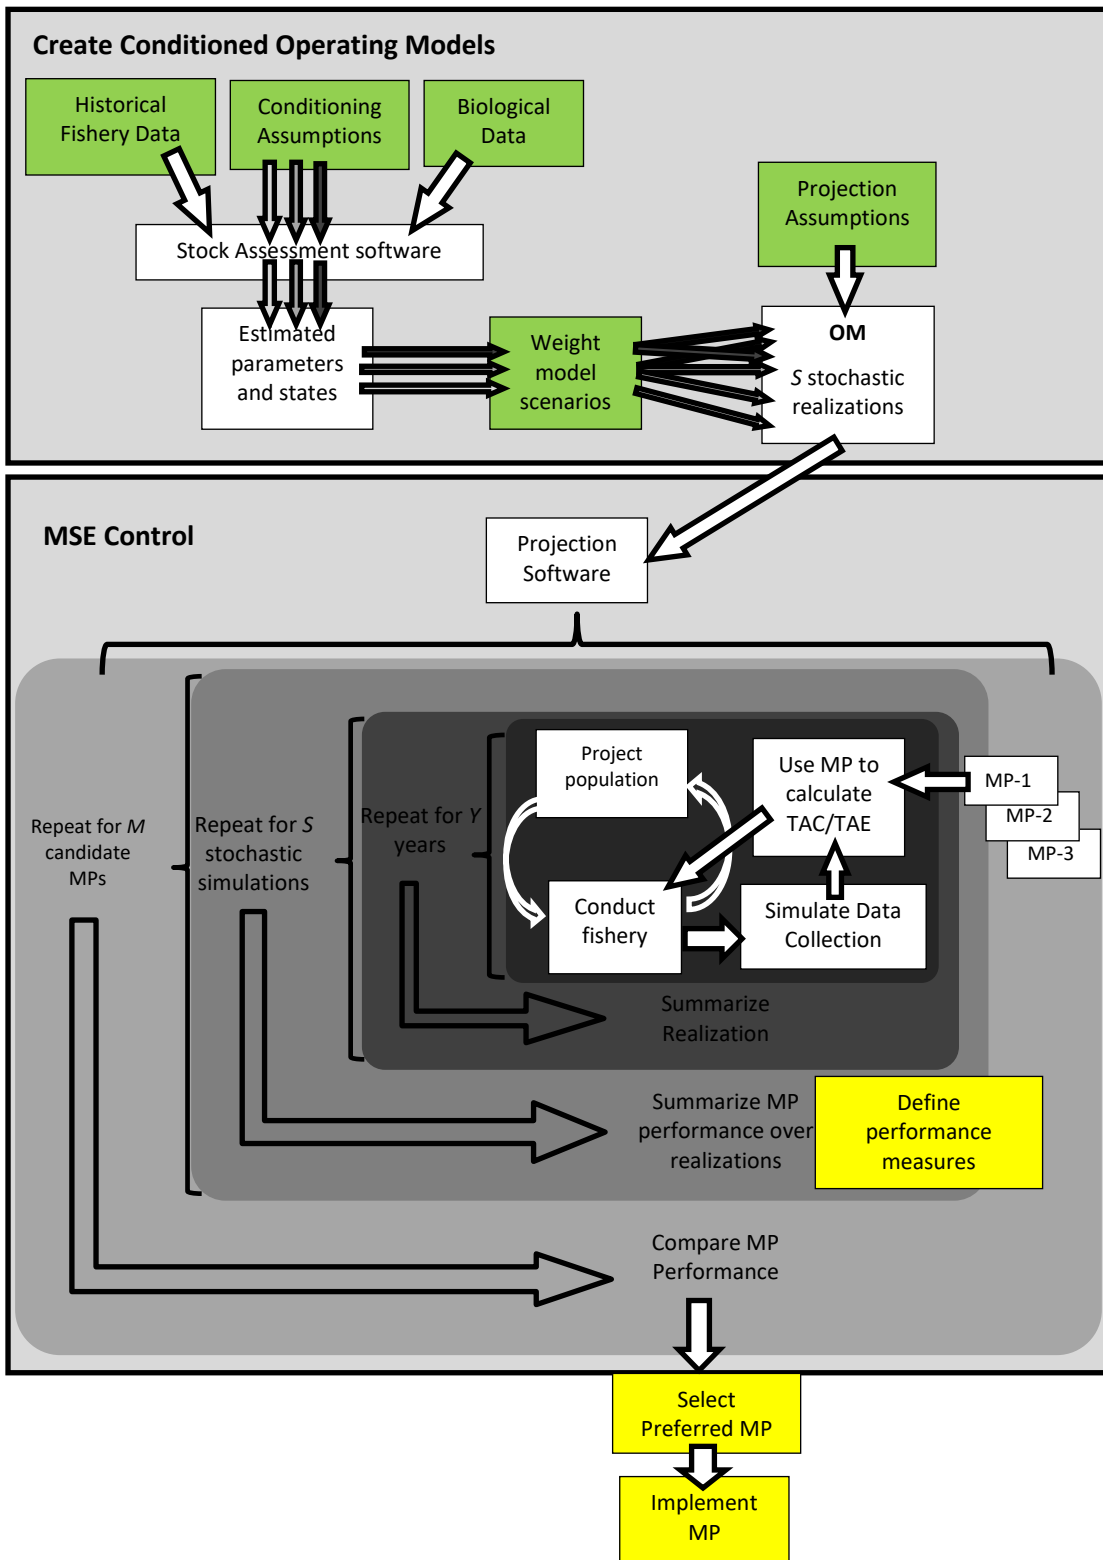 Create Conditioned Operating Models
Historical
Fishery Data
Conditioning
Assumptions
Biological
Data
Projection
Assumptions
Stock Assessment software
Estimated
parameters
and states
Weight
model
scenarios
OM
S stochastic
realizations
MSE Control
Projection
Software
Project
population
Use MP to
calculate
TAC/TAE
MP-1
MP-2
MP-3
Repeat for M
candidate
MPs
Repeat for S
stochastic
simulations
Repeat for Y
years
Conduct
fishery
Simulate Data
Collection
Summarize
Realization
Summarize MP
performance over
realizations
Define
performance
measures
Compare MP
Performance
Select
Preferred MP
Implement
MP